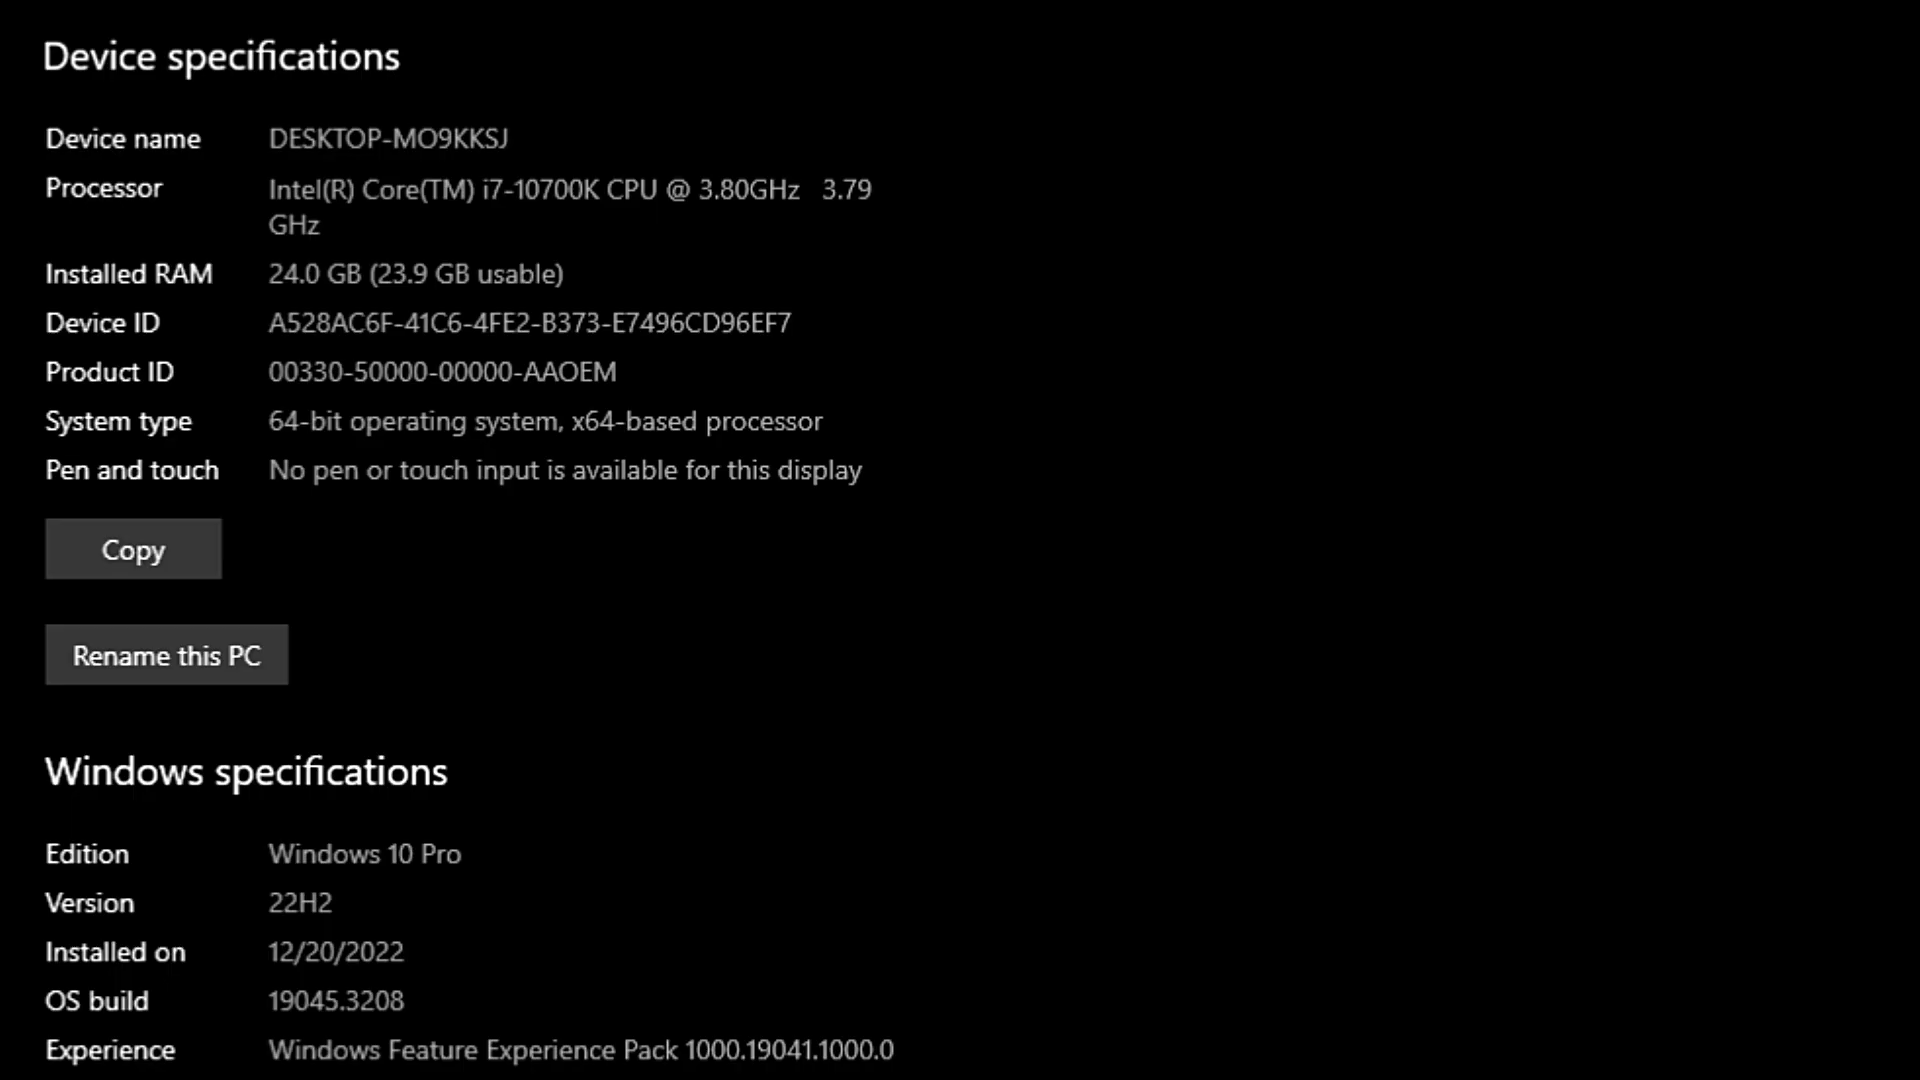 Device specifications
Device name DESKTOP-MO9KKSJ
Processor Intel(R) Core(TM) i7-10700K CPU @ 3.80GHz 3.79
GHz
Installed RAM 24.0 GB (23.9 GB usable)
Device ID A528AC6F-41C6-4FE2-B373-E7496CD96EF7
Product ID 00330-50000-00000-AAOEM
System type 64-bit operating system, x64-based processor
Pen and touch No pen or touch input is available for this display
Copy
Rename this PC
Windows specifications
Edition Windows 10 Pro
Version 22H2
Installed on 12/20/2022
OS build 19045.3208
Experience Windows Feature Experience Pack 1000.19041.1000.0